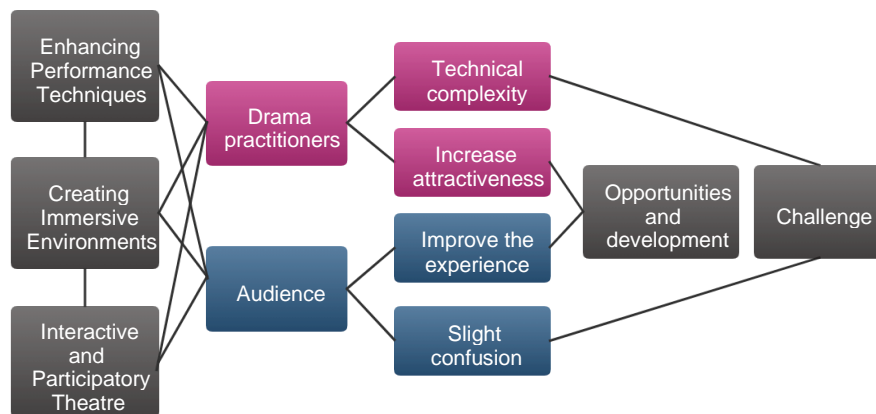 Enhancing
Performance
Techniques
Creating
Immersive
Environments
Interactive
and
Participatory
Theatre
Drama
practitioners
Audience
Technical
complexity
Increase
attractiveness
Improve the
experience
Slight
confusion
Opportunities
and
development
Challenge